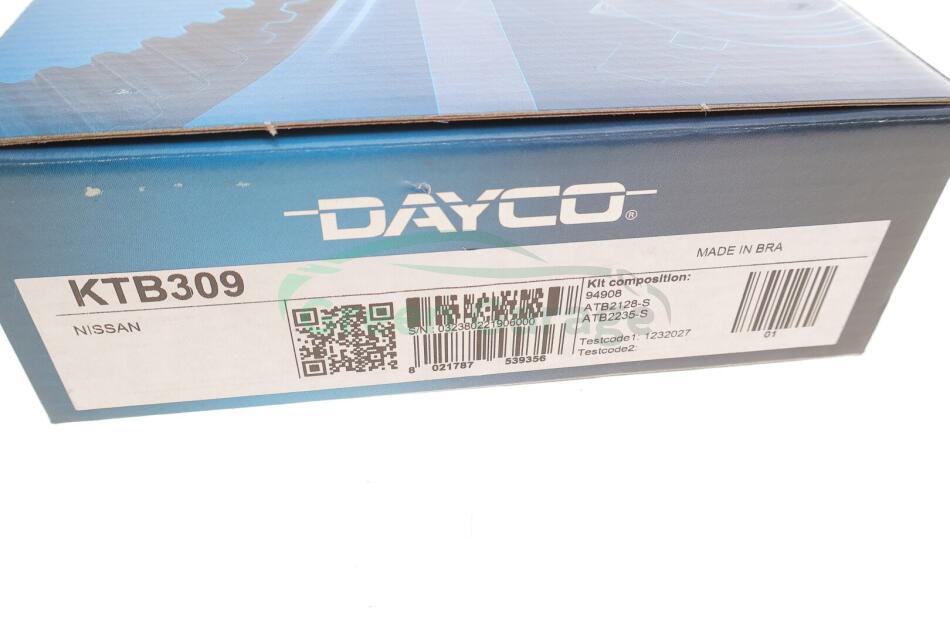 DAYCO®
MADE IN BRA
KTB309
NISSAN
Kit composition:
94908
ATB2128-S
ATB2235-S
S/N: 032380221906000
Testcode1: 1232027
Testcode2:
8 021787 539356
01